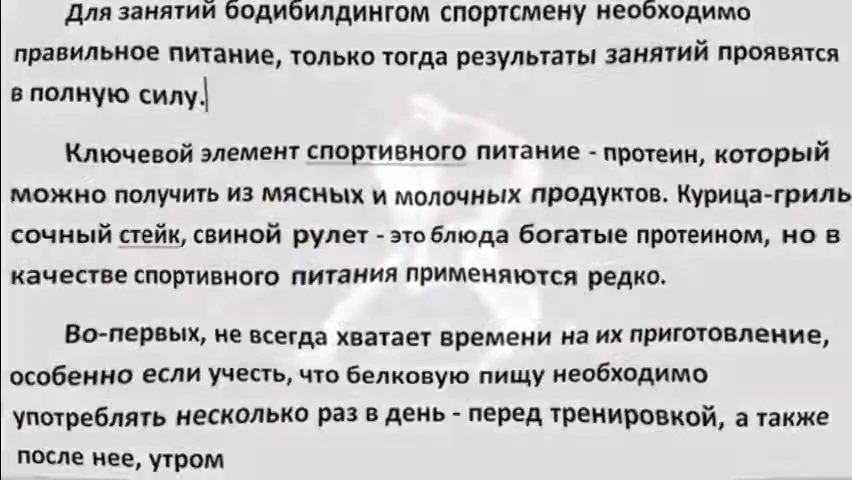 Для занятий бодибилдингом спортсмену необходимо
правильное питание, только тогда результаты занятий проявятся
в полную силу.
Ключевой элемент спортивного питание - протеин, который
можно получить из мясных и молочных продуктов. Курица-гриль
сочный стейк, свиной рулет - это блюда богатые протеином, но в
качестве спортивного питания применяются редко.
Во-первых, не всегда хватает времени на их приготовление,
особенно если учесть, что белковую пищу необходимо
употреблять несколько раз в день - перед тренировкой, а также
после нее, утром